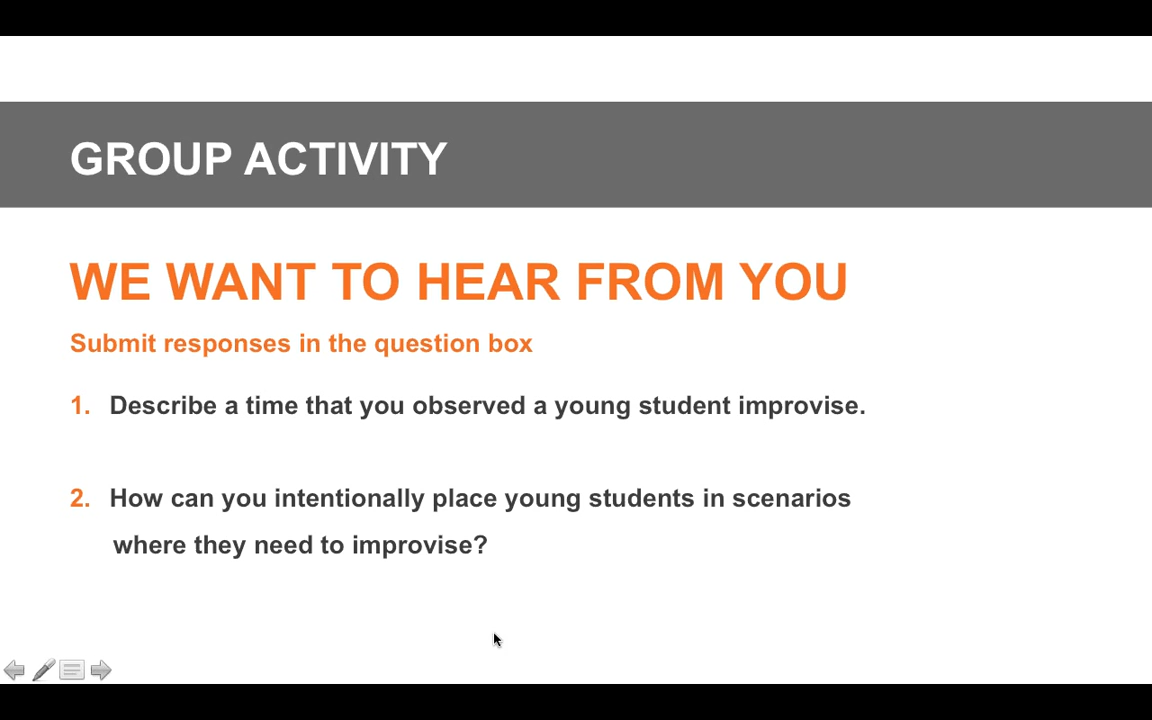 GROUP ACTIVITY
WE WANT TO HEAR FROM YOU
Submit responses in the question box
1. Describe a time that you observed a young student improvise.
2. How can you intentionally place young students in scenarios
where they need to improvise?